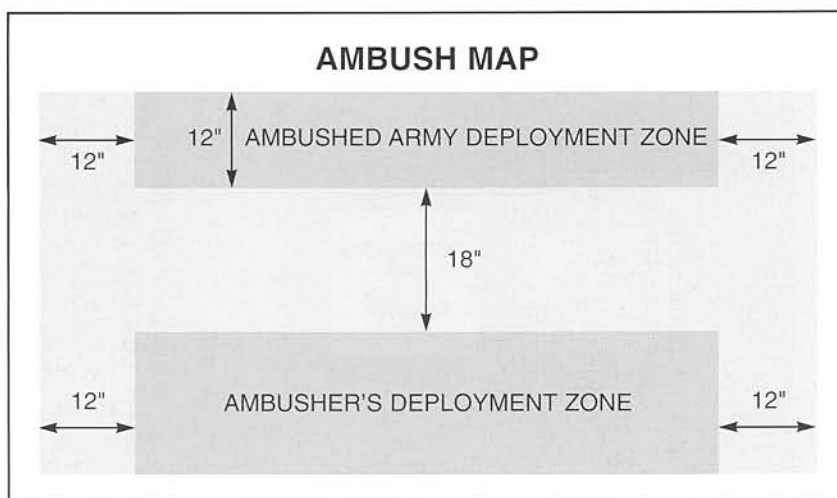 AMBUSH MAP
12" AMBUSHED ARMY DEPLOYMENT ZONE
12" 12"
18"
12" 12"
AMBUSHER'S DEPLOYMENT ZONE